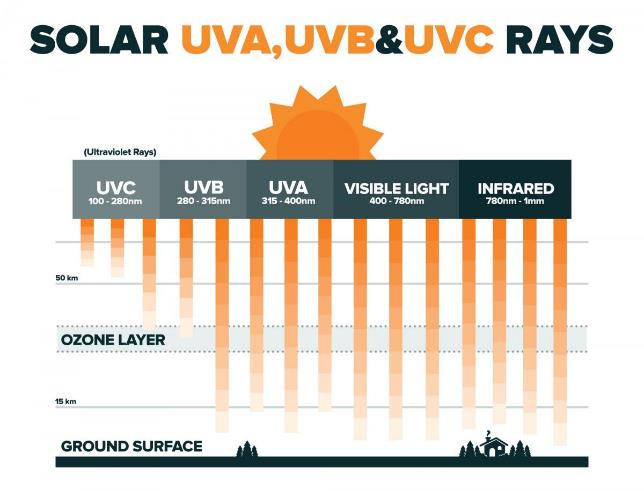 SOLAR UVA,UVB&UVC RAYS
(Ultraviolet Rays)
UVC
100 - 280nm
UVB
280 - 315nm
UVA
315 - 400nm
VISIBLE LIGHT
400 - 780nm
INFRARED
780nm - 1mm
50 km
OZONE LAYER
15 km
GROUND SURFACE